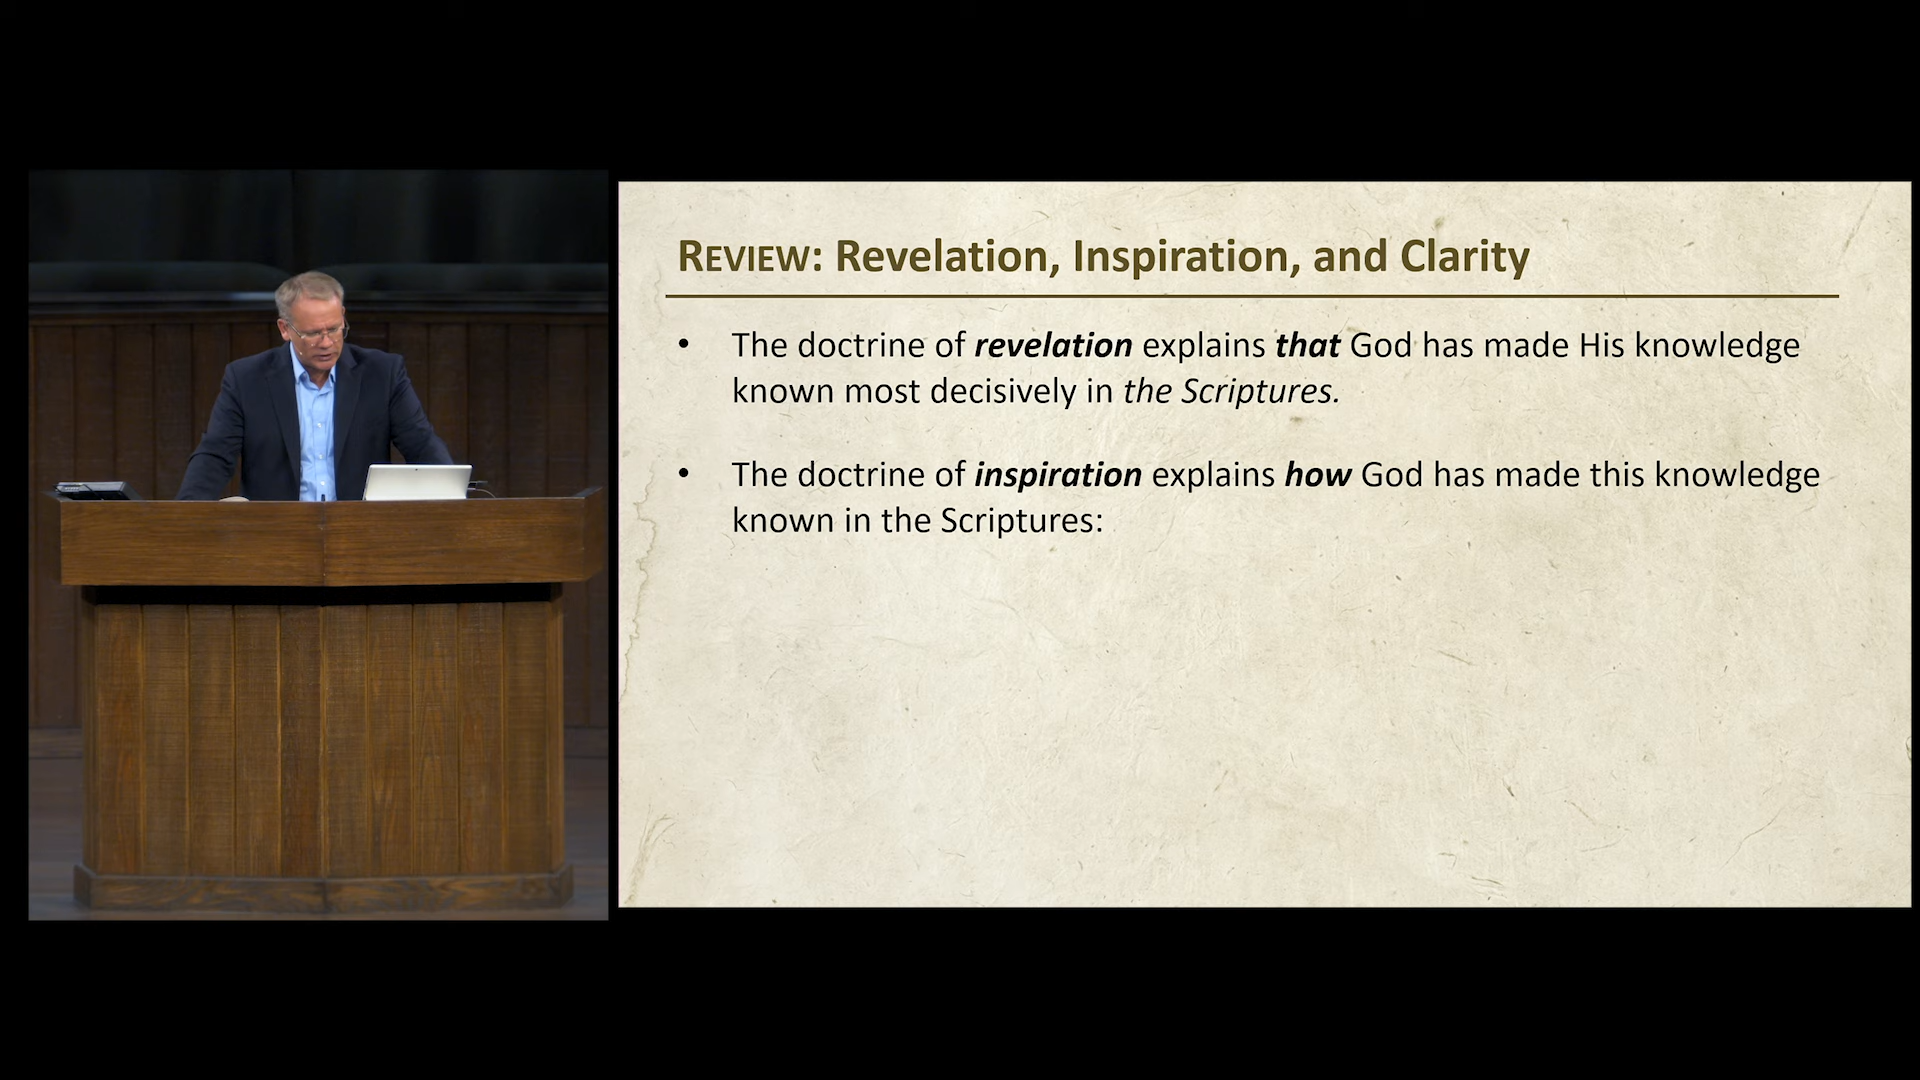 REVIEW: Revelation, Inspiration, and Clarity
• The doctrine of revelation explains that God has made His knowledge
known most decisively in the Scriptures.
• The doctrine of inspiration explains how God has made this knowledge
known in the Scriptures: